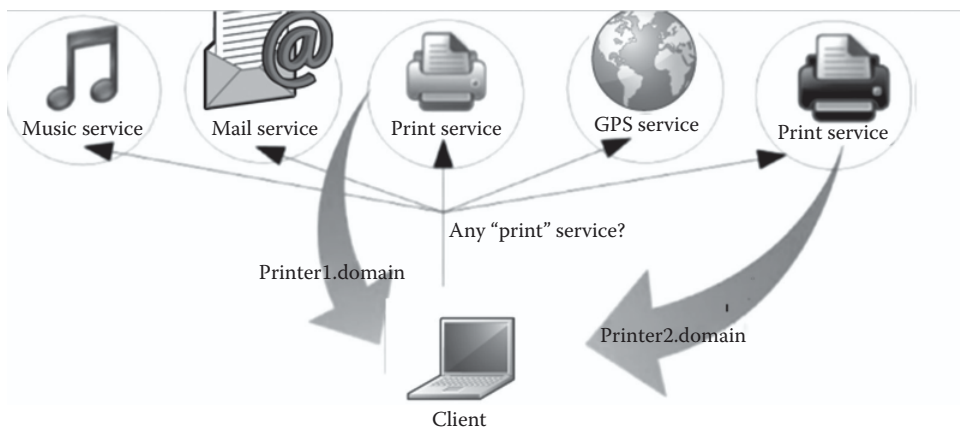 Music service
Mail service
Print service
GPS service
Print service
Any “print” service?
Printer1.domain
Printer2.domain
Client